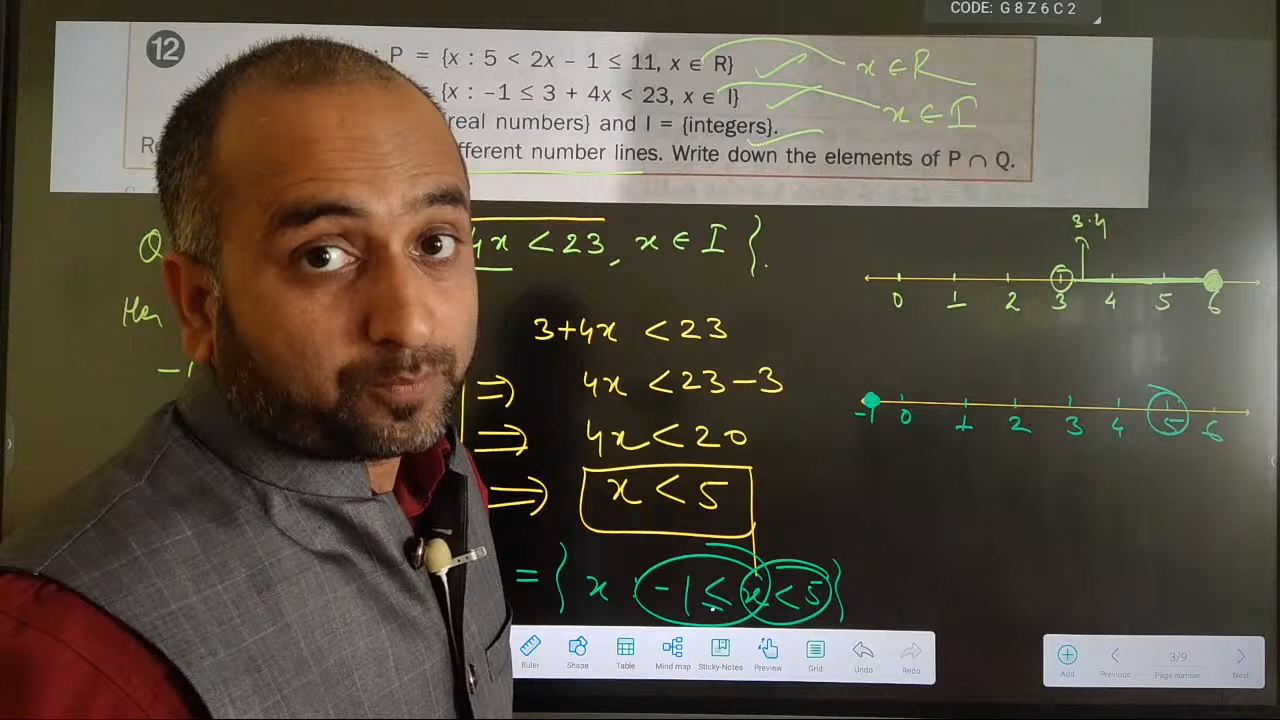 CODE: G8Z6C2
12
P = {x : 5 < 2x − 1 ≤ 11, x ∈ R}
x ∈ R
{x : −1 ≤ 3 + 4x < 23, x ∈ I}
x ∈ I
{real numbers} and I = {integers}.
fferent number lines. Write down the elements of P ∩ Q.
Q 4x < 23, x ∈ I }.
3.4
0 1 2 3 4 5 6
Her
3+4x < 23
-1
⇒ 4x < 23-3
-1 0 1 2 3 4 5 6
⇒ 4x < 20
⇒ x < 5
= { x : -1 ≤ x < 5 }
Ruler Shape Table Mind map Sticky-Notes Preview Grid Undo Redo
Add Previous 3/9 Page number Next